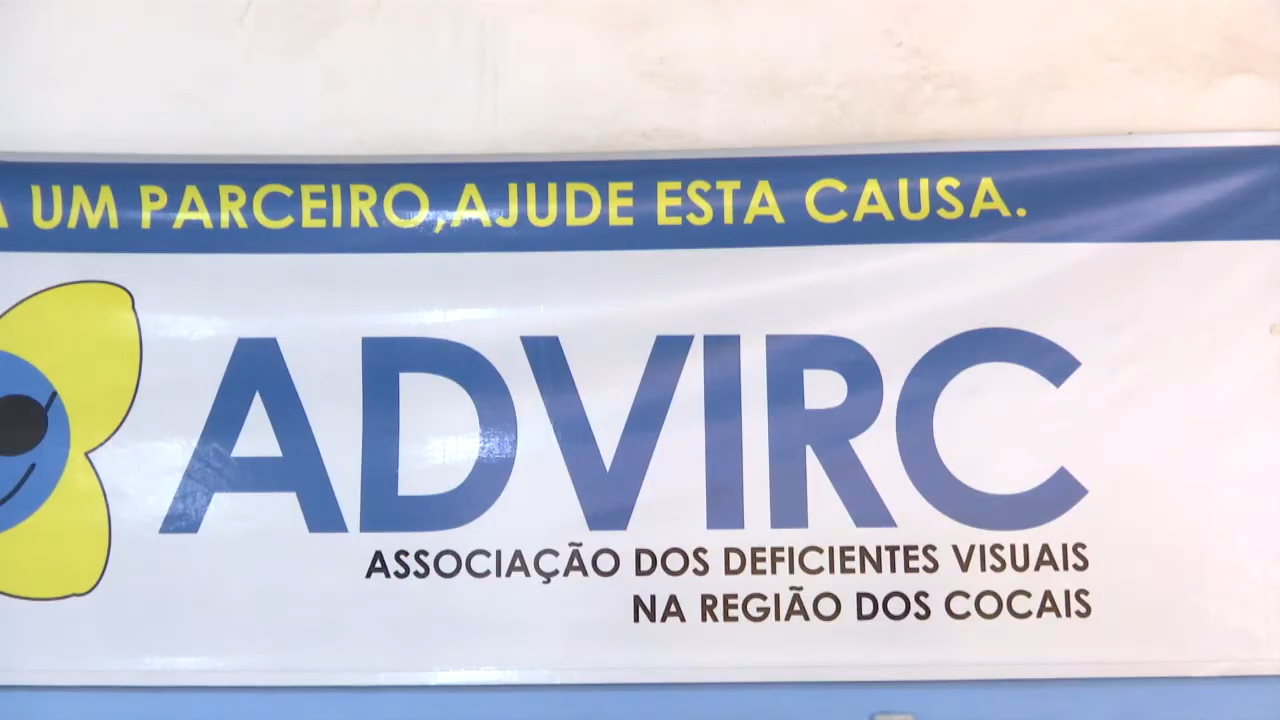 UM PARCEIRO,AJUDE ESTA CAUSA.
ADVIRC
ASSOCIAÇÃO DOS DEFICIENTES VISUAIS
NA REGIÃO DOS COCAIS